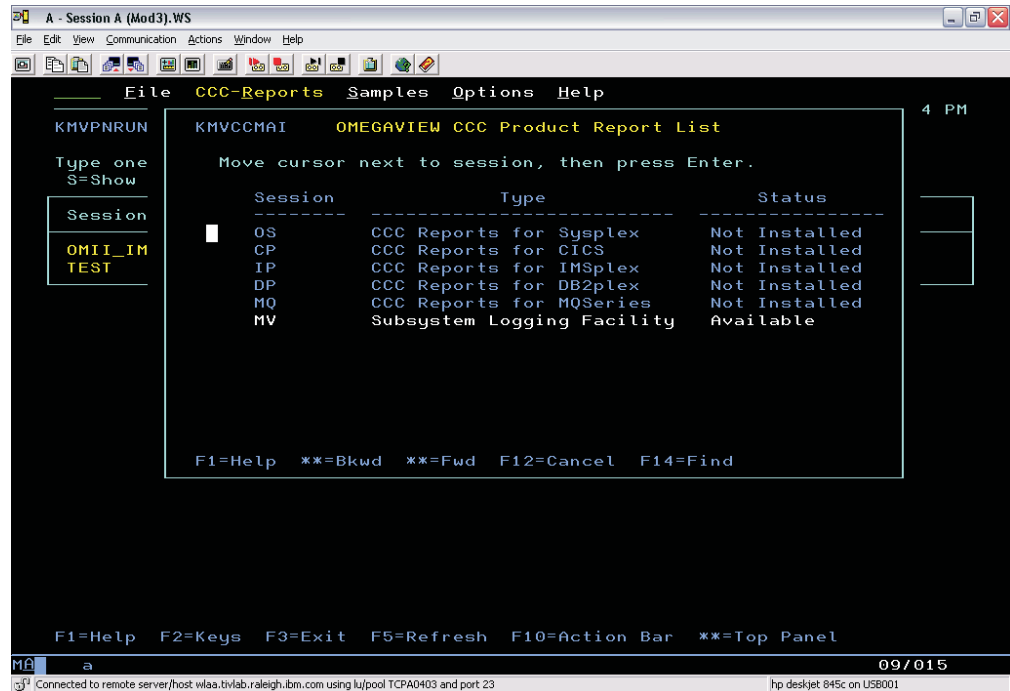 A - Session A (Mod3).WS
File Edit View Communication Actions Window Help
File CCC-Reports Samples Options Help
4 PM
KMVPNRUN KMVCCMAI OMEGAVIEW CCC Product Report List
Type one Move cursor next to session, then press Enter.
S=Show
Session Type Status
Session -------- -------------------------- ----------------
OS CCC Reports for Sysplex Not Installed
OMII_IM CP CCC Reports for CICS Not Installed
TEST IP CCC Reports for IMSplex Not Installed
DP CCC Reports for DB2plex Not Installed
MQ CCC Reports for MQSeries Not Installed
MV Subsystem Logging Facility Available
F1=Help **=Bkwd **=Fwd F12=Cancel F14=Find
F1=Help F2=Keys F3=Exit F5=Refresh F10=Action Bar **=Top Panel
MA a 09/015
Connected to remote server/host wlaa.tivlab.raleigh.ibm.com using lu/pool TCPA0403 and port 23 hp deskjet 845c on USB001